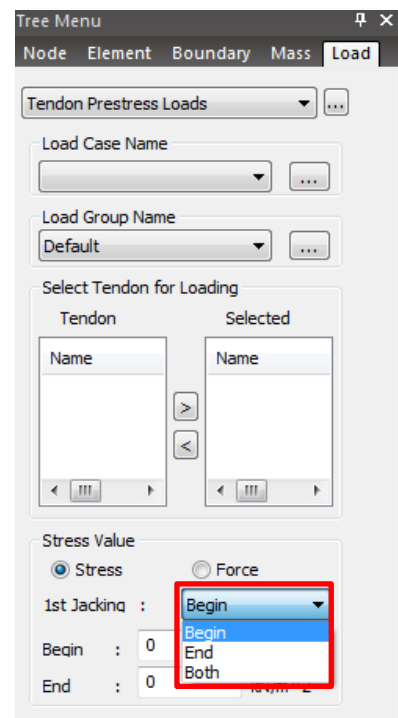 Tree Menu
Node Element Boundary Mass Load
Tendon Prestress Loads ...
Load Case Name
...
Load Group Name
Default ...
Select Tendon for Loading
Tendon Selected
Name Name
>
<
Stress Value
Stress Force
1st Jacking : Begin
Begin
End
Both
Begin : 0
End : 0